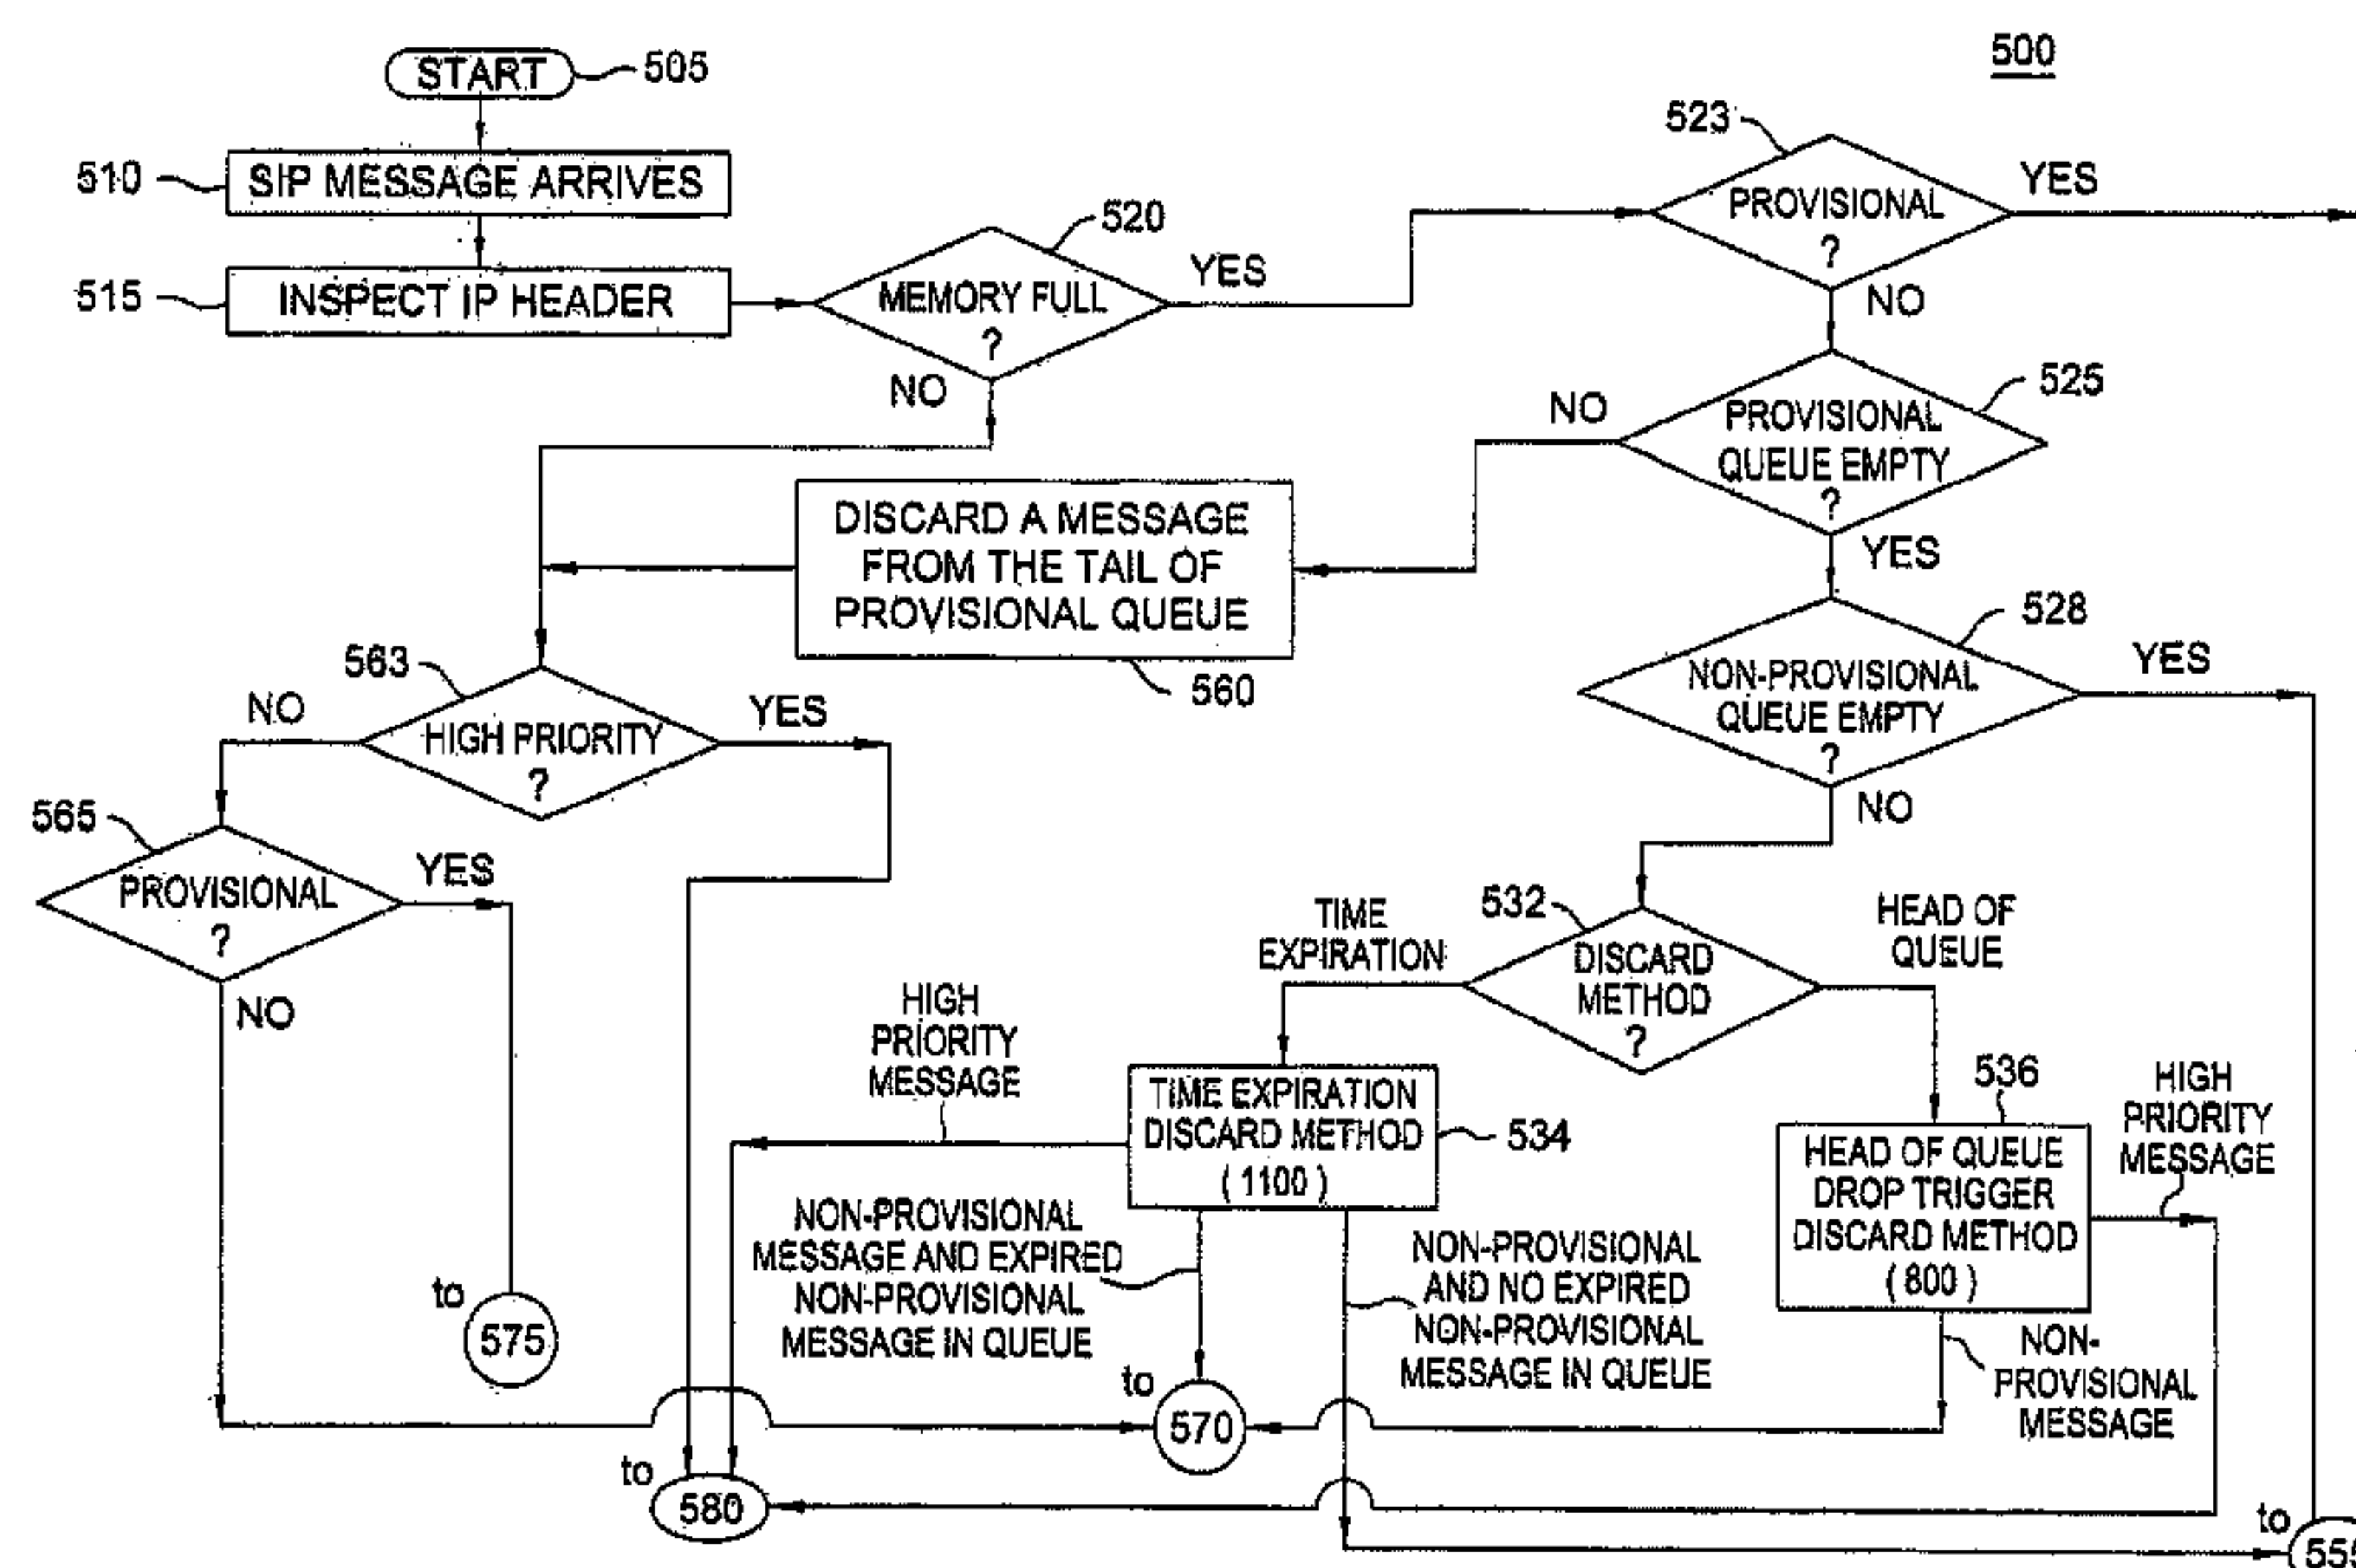 500
START
505
510
SIP MESSAGE ARRIVES
515
INSPECT IP HEADER
520
MEMORY FULL
?
YES
NO
523
PROVISIONAL
?
YES
NO
525
PROVISIONAL
QUEUE EMPTY
?
NO
YES
DISCARD A MESSAGE
FROM THE TAIL OF
PROVISIONAL QUEUE
560
528
NON-PROVISIONAL
QUEUE EMPTY
?
YES
NO
563
HIGH PRIORITY
?
NO
YES
565
PROVISIONAL
?
YES
NO
532
DISCARD
METHOD
?
TIME
EXPIRATION
HEAD OF
QUEUE
HIGH
PRIORITY
MESSAGE
TIME EXPIRATION
DISCARD METHOD
( 1100 )
534
536
HEAD OF QUEUE
DROP TRIGGER
DISCARD METHOD
( 800 )
HIGH
PRIORITY
MESSAGE
NON-PROVISIONAL
MESSAGE AND EXPIRED
NON-PROVISIONAL
MESSAGE IN QUEUE
NON-PROVISIONAL
AND NO EXPIRED
NON-PROVISIONAL
MESSAGE IN QUEUE
NON-
PROVISIONAL
MESSAGE
to
575
to
570
to
580
to